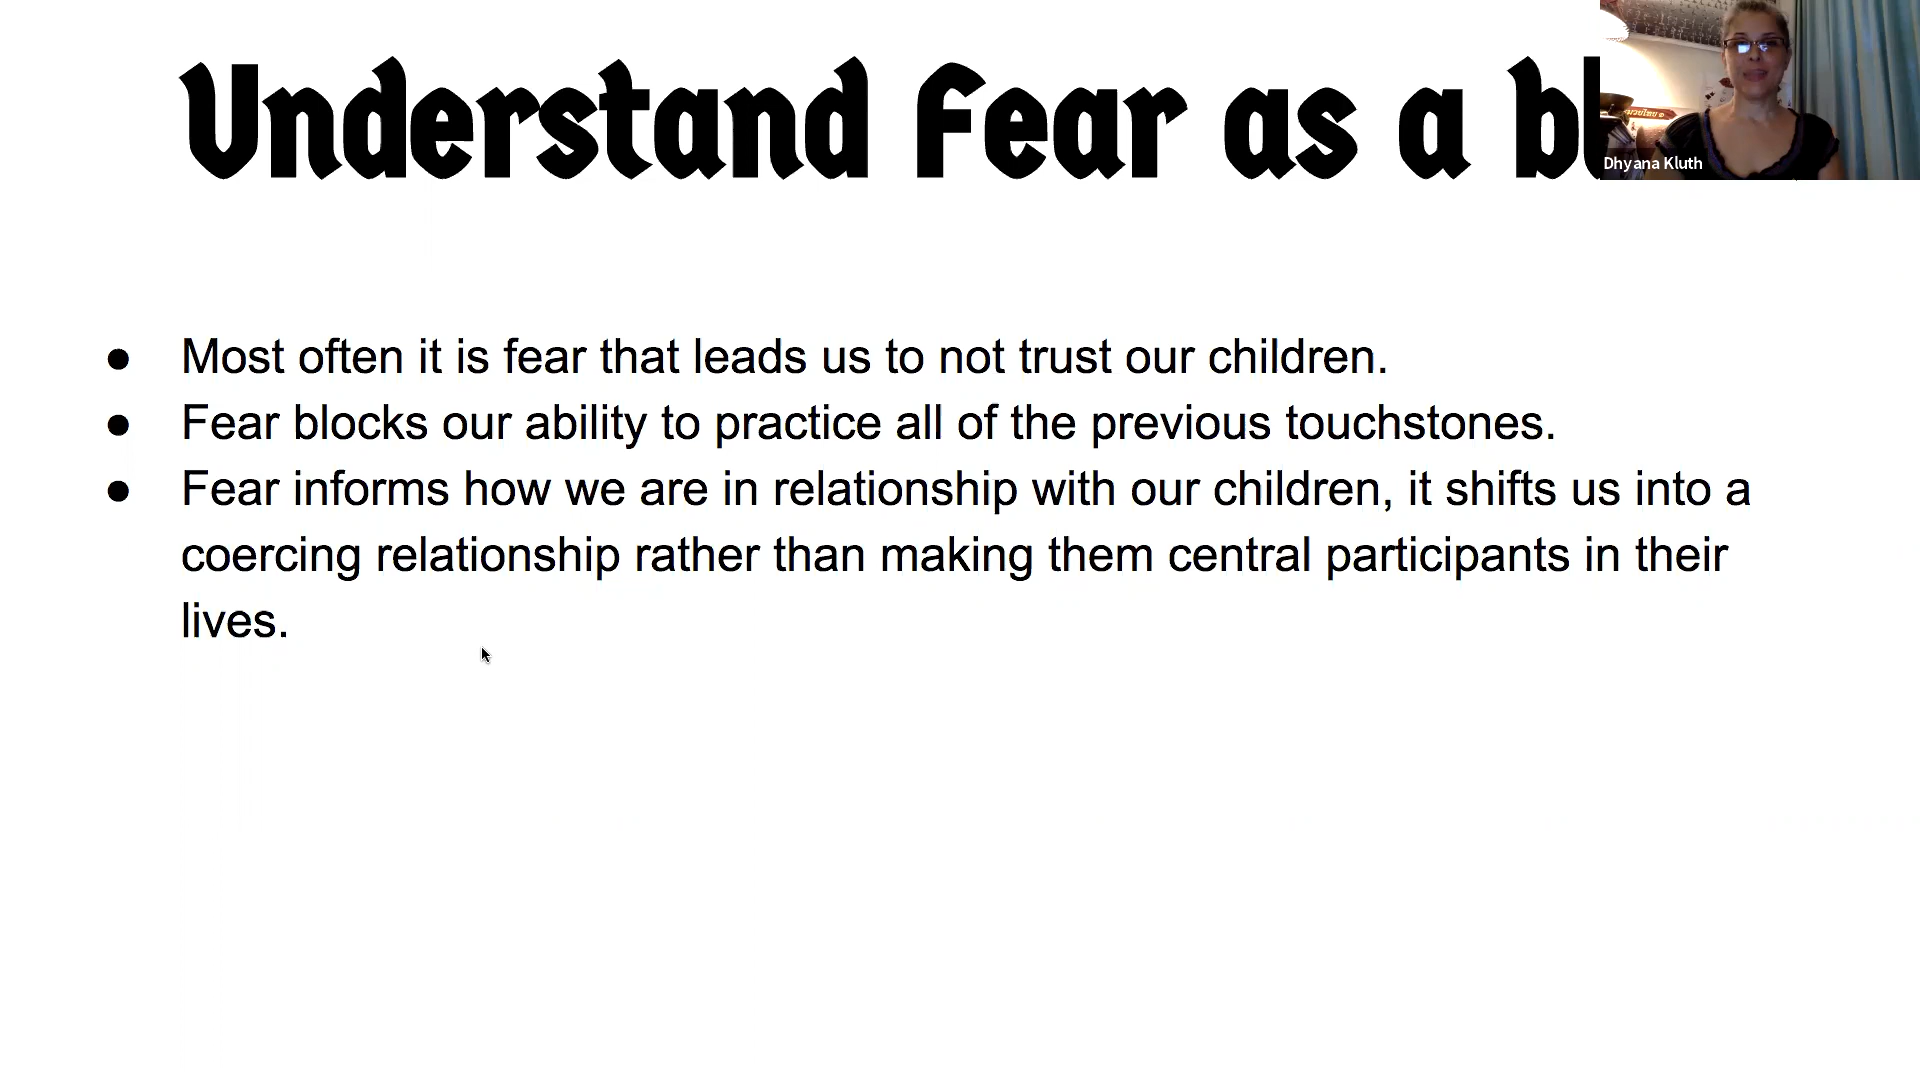 Understand Fear as a
● Most often it is fear that leads us to not trust our children.
● Fear blocks our ability to practice all of the previous touchstones.
● Fear informs how we are in relationship with our children, it shifts us into a
coercing relationship rather than making them central participants in their
lives.
Dhyana Kluth